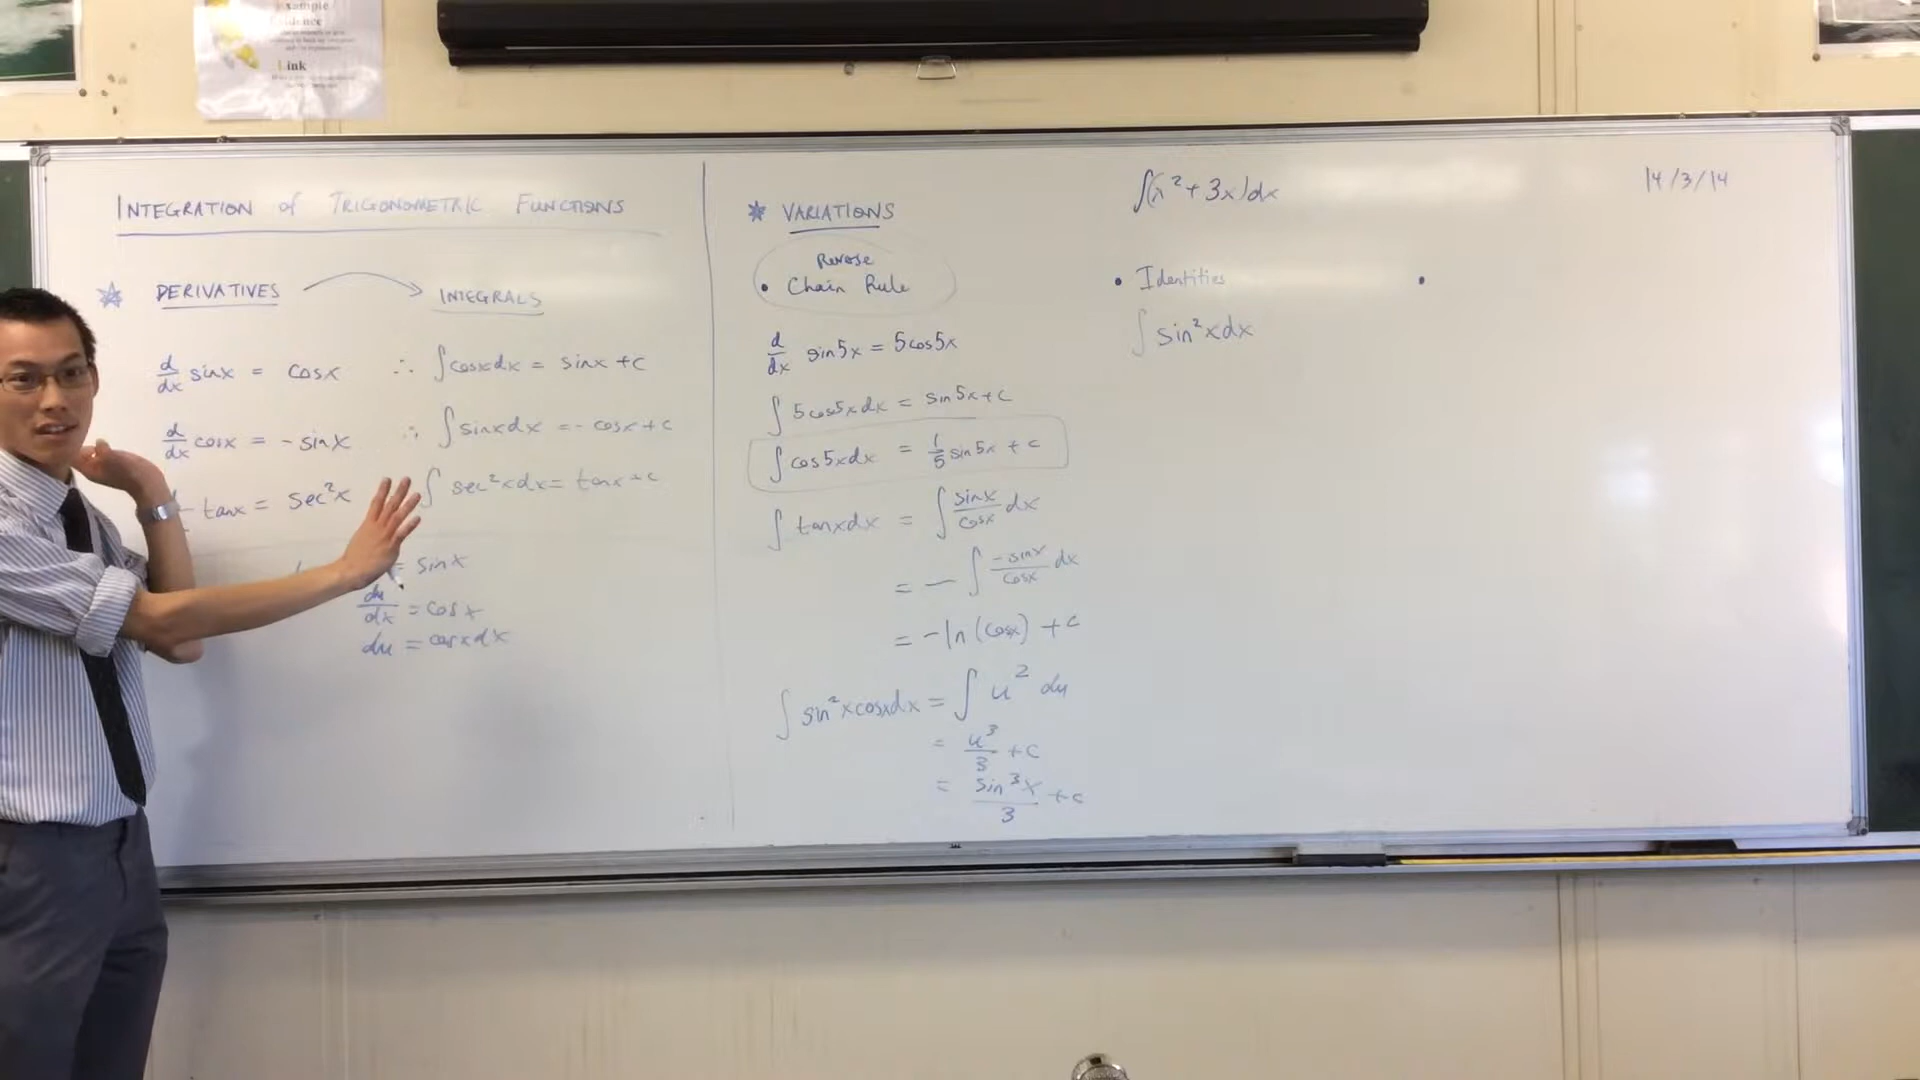 Example
Evidence
Link
INTEGRATION of TRIGONOMETRIC FUNCTIONS
DERIVATIVES → INTEGRALS
d/dx sinx = cosx ∴ ∫cosxdx = sinx + c
d/dx cosx = -sinx ∴ ∫sinxdx = -cosx + c
tanx = sec²x ∫sec²xdx = tanx + c
= sinx
du/dx = cosx
du = cosxdx
* VARIATIONS
Reverse
• Chain Rule
d/dx sin5x = 5cos5x
∫5cos5xdx = sin5x + c
∫cos5xdx = 1/5 sin5x + c
∫tanxdx = ∫ sinx/cosx dx
= - ∫ -sinx/cosx dx
= -ln(cosx) + c
∫sin²xcosxdx = ∫u² du
= u³/3 + c
= sin³x/3 + c
∫(x² + 3x)dx
• Identities
∫sin²xdx
•
14/3/14